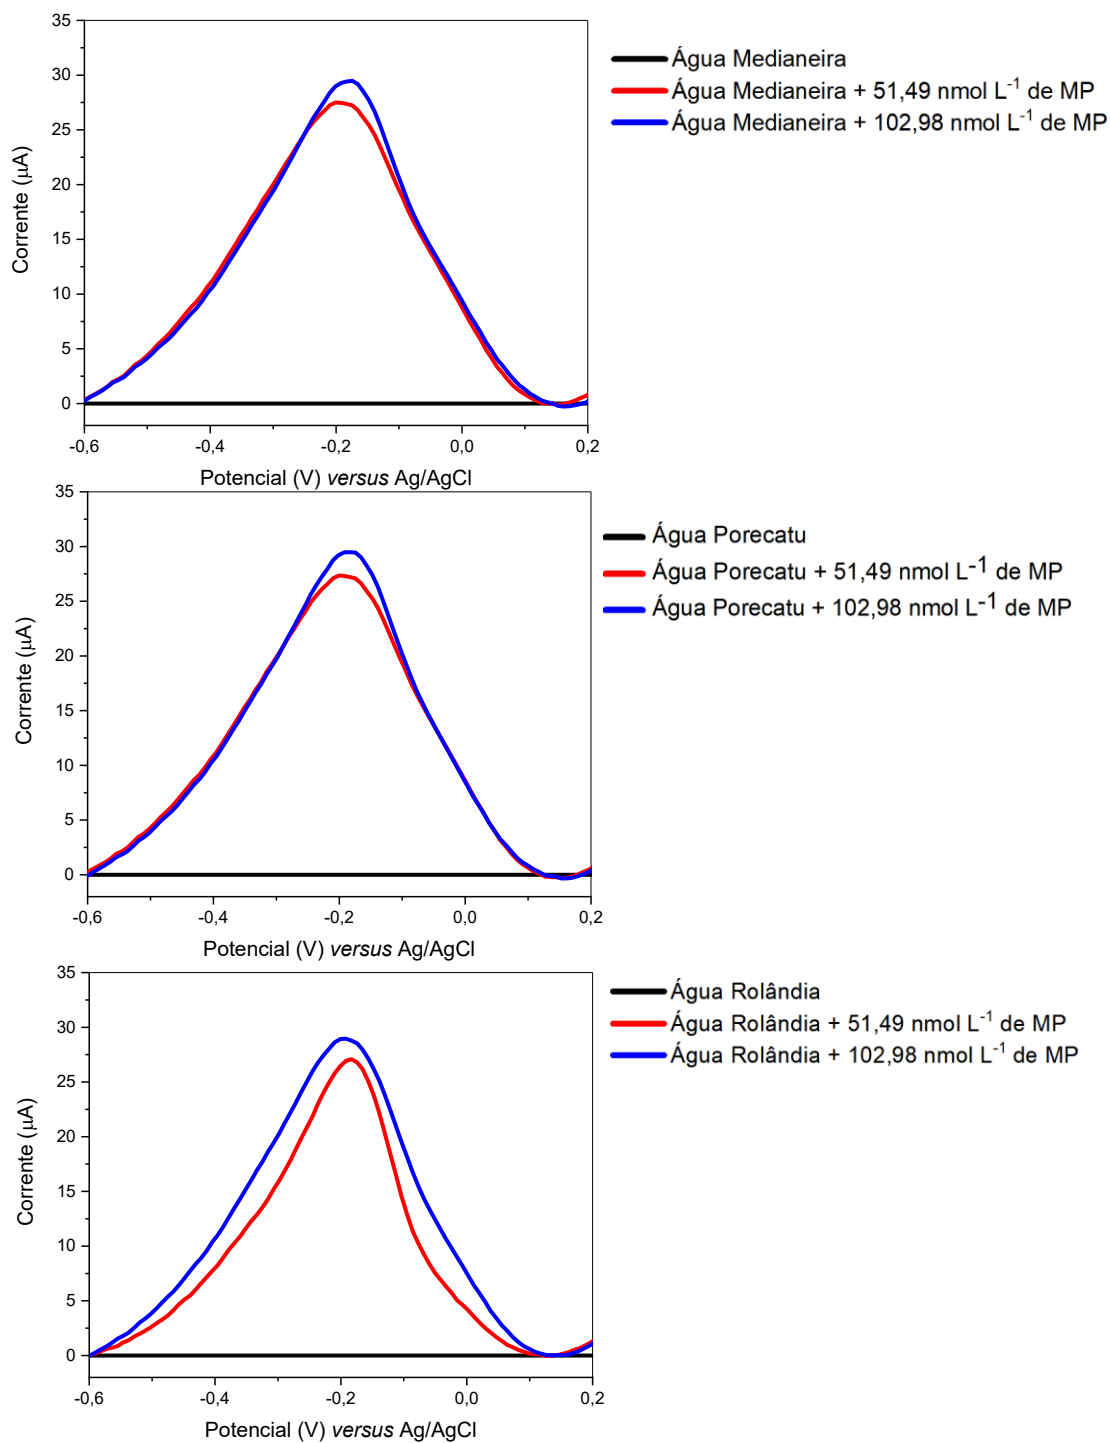 35
30
25
20
15
10
5
0
Corrente (μA)
-0,6 -0,4 -0,2 0,0 0,2
Potencial (V) versus Ag/AgCl
Água Medianeira
Água Medianeira + 51,49 nmol L⁻¹ de MP
Água Medianeira + 102,98 nmol L⁻¹ de MP
35
30
25
20
15
10
5
0
Corrente (μA)
-0,6 -0,4 -0,2 0,0 0,2
Potencial (V) versus Ag/AgCl
Água Porecatu
Água Porecatu + 51,49 nmol L⁻¹ de MP
Água Porecatu + 102,98 nmol L⁻¹ de MP
35
30
25
20
15
10
5
0
Corrente (μA)
-0,6 -0,4 -0,2 0,0 0,2
Potencial (V) versus Ag/AgCl
Água Rolândia
Água Rolândia + 51,49 nmol L⁻¹ de MP
Água Rolândia + 102,98 nmol L⁻¹ de MP